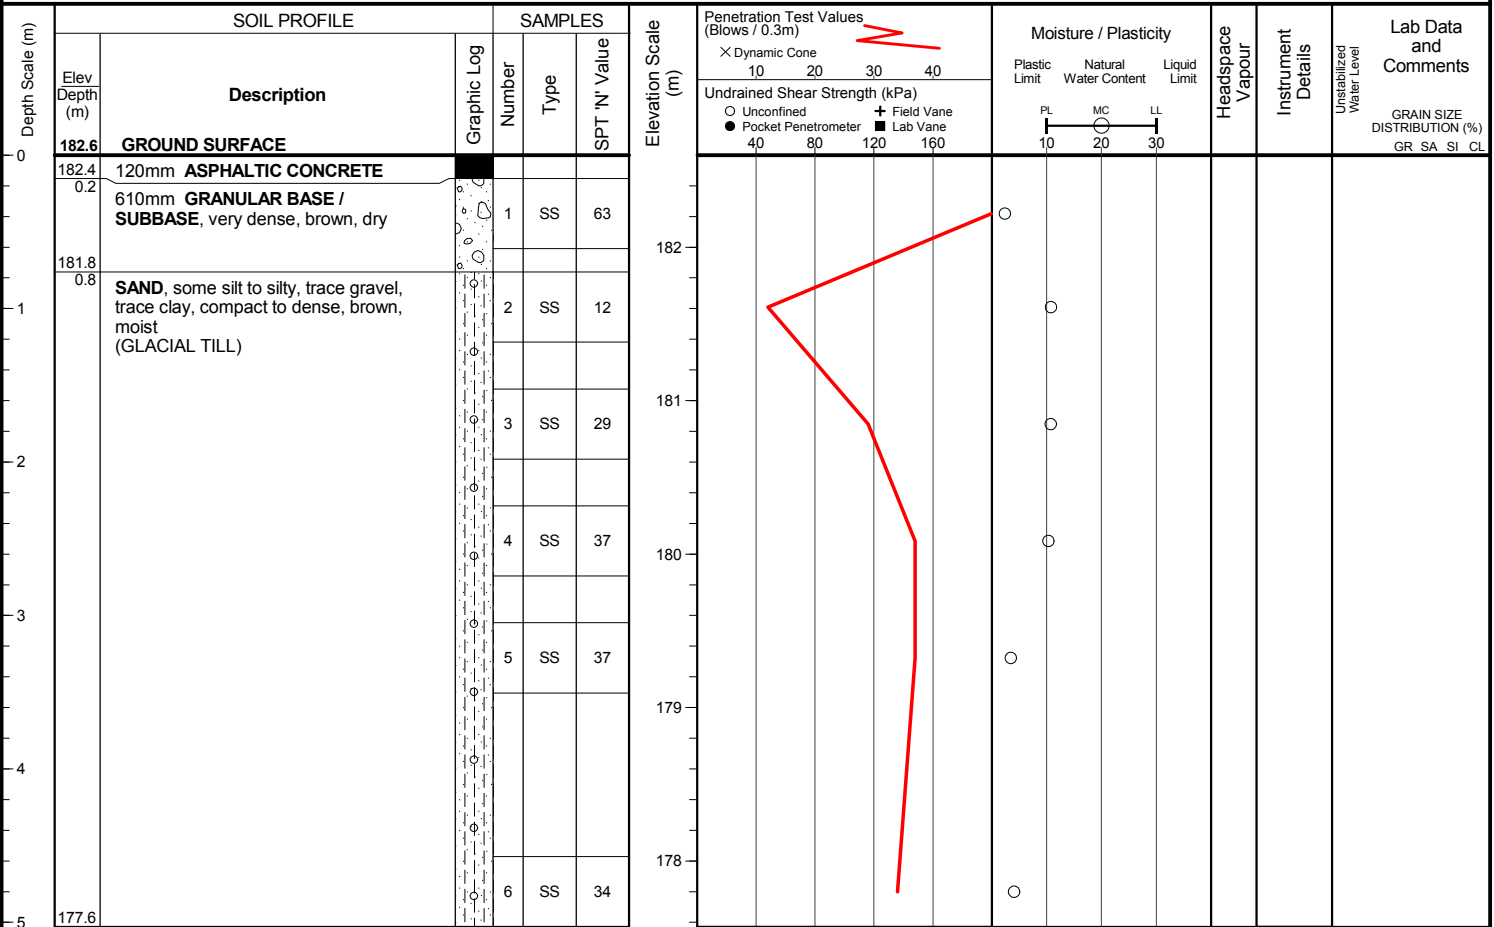 SOIL PROFILE
SAMPLES
Depth Scale (m)
Elev
Depth
(m)
Description
Graphic Log
Number
Type
SPT 'N' Value
Elevation Scale
(m)
Penetration Test Values
(Blows / 0.3m)
× Dynamic Cone
10 20 30 40
Undrained Shear Strength (kPa)
Unconfined + Field Vane
Pocket Penetrometer Lab Vane
40 80 120 160
Moisture / Plasticity
Plastic Natural Liquid
Limit Water Content Limit
PL MC LL
10 20 30
Headspace
Vapour
Instrument
Details
Unstabilized
Water Level
Lab Data
and
Comments
GRAIN SIZE
DISTRIBUTION (%)
GR SA SI CL
182.6 GROUND SURFACE
0
182.4 120mm ASPHALTIC CONCRETE
0.2
610mm GRANULAR BASE /
SUBBASE, very dense, brown, dry
1 SS 63
182
181.8
0.8
SAND, some silt to silty, trace gravel,
trace clay, compact to dense, brown,
moist
(GLACIAL TILL)
1
2 SS 12
181
3 SS 29
2
4 SS 37
180
3
5 SS 37
179
4
178
6 SS 34
177.6
5